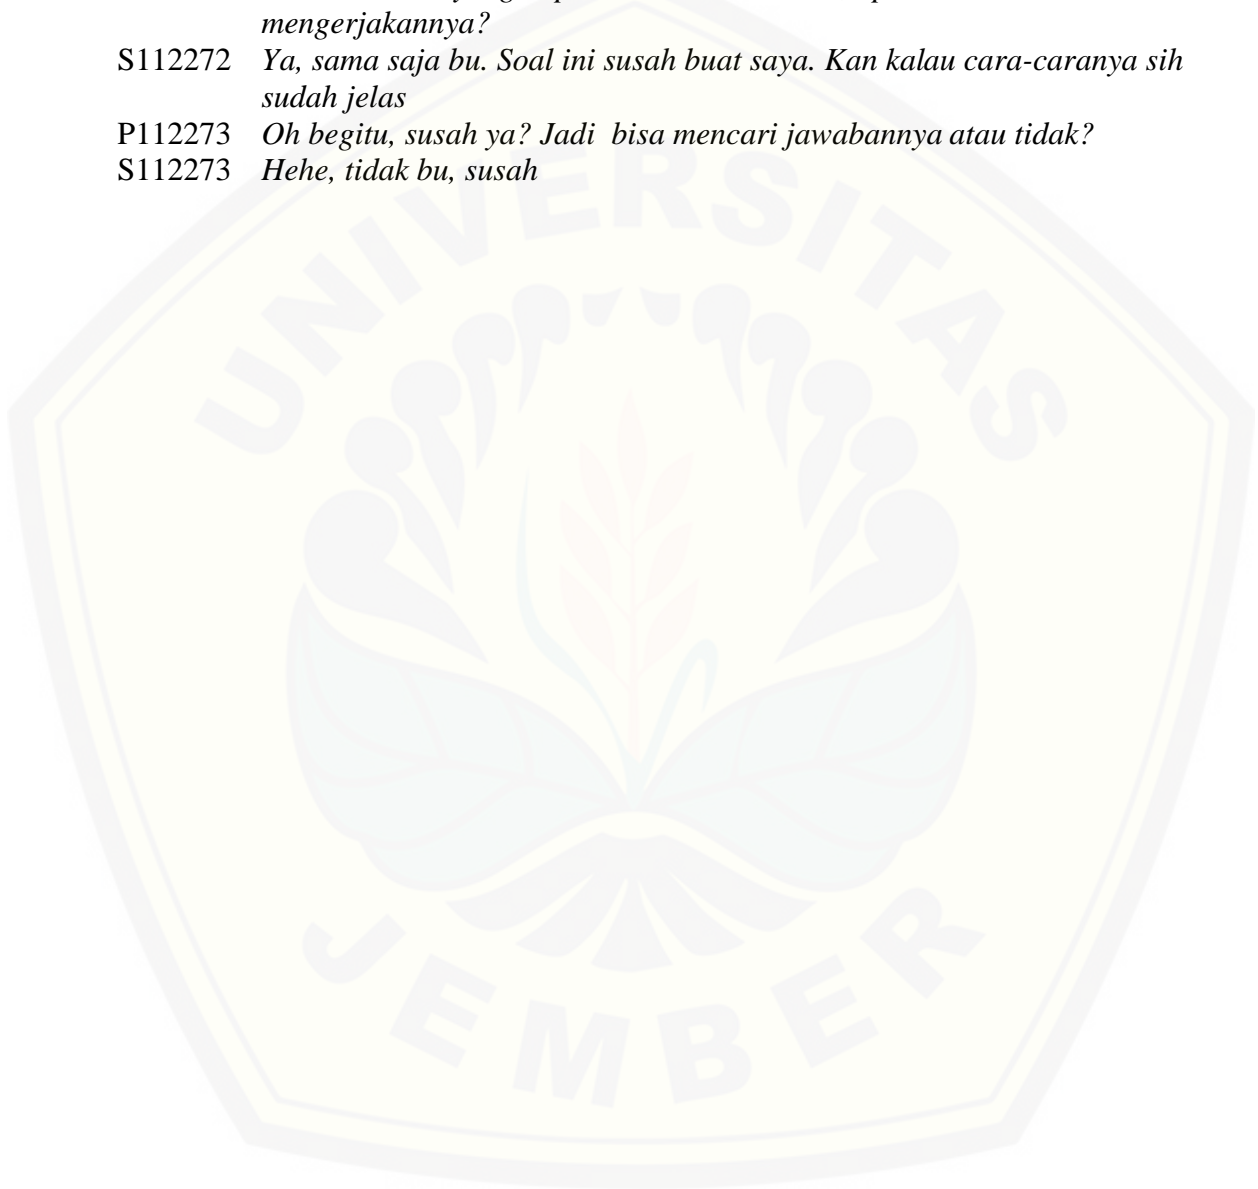 mengerjakannya?
S112272 Ya, sama saja bu. Soal ini susah buat saya. Kan kalau cara-caranya sih
sudah jelas
P112273 Oh begitu, susah ya? Jadi bisa mencari jawabannya atau tidak?
S112273 Hehe, tidak bu, susah
UNIVERSITAS
JEMBER